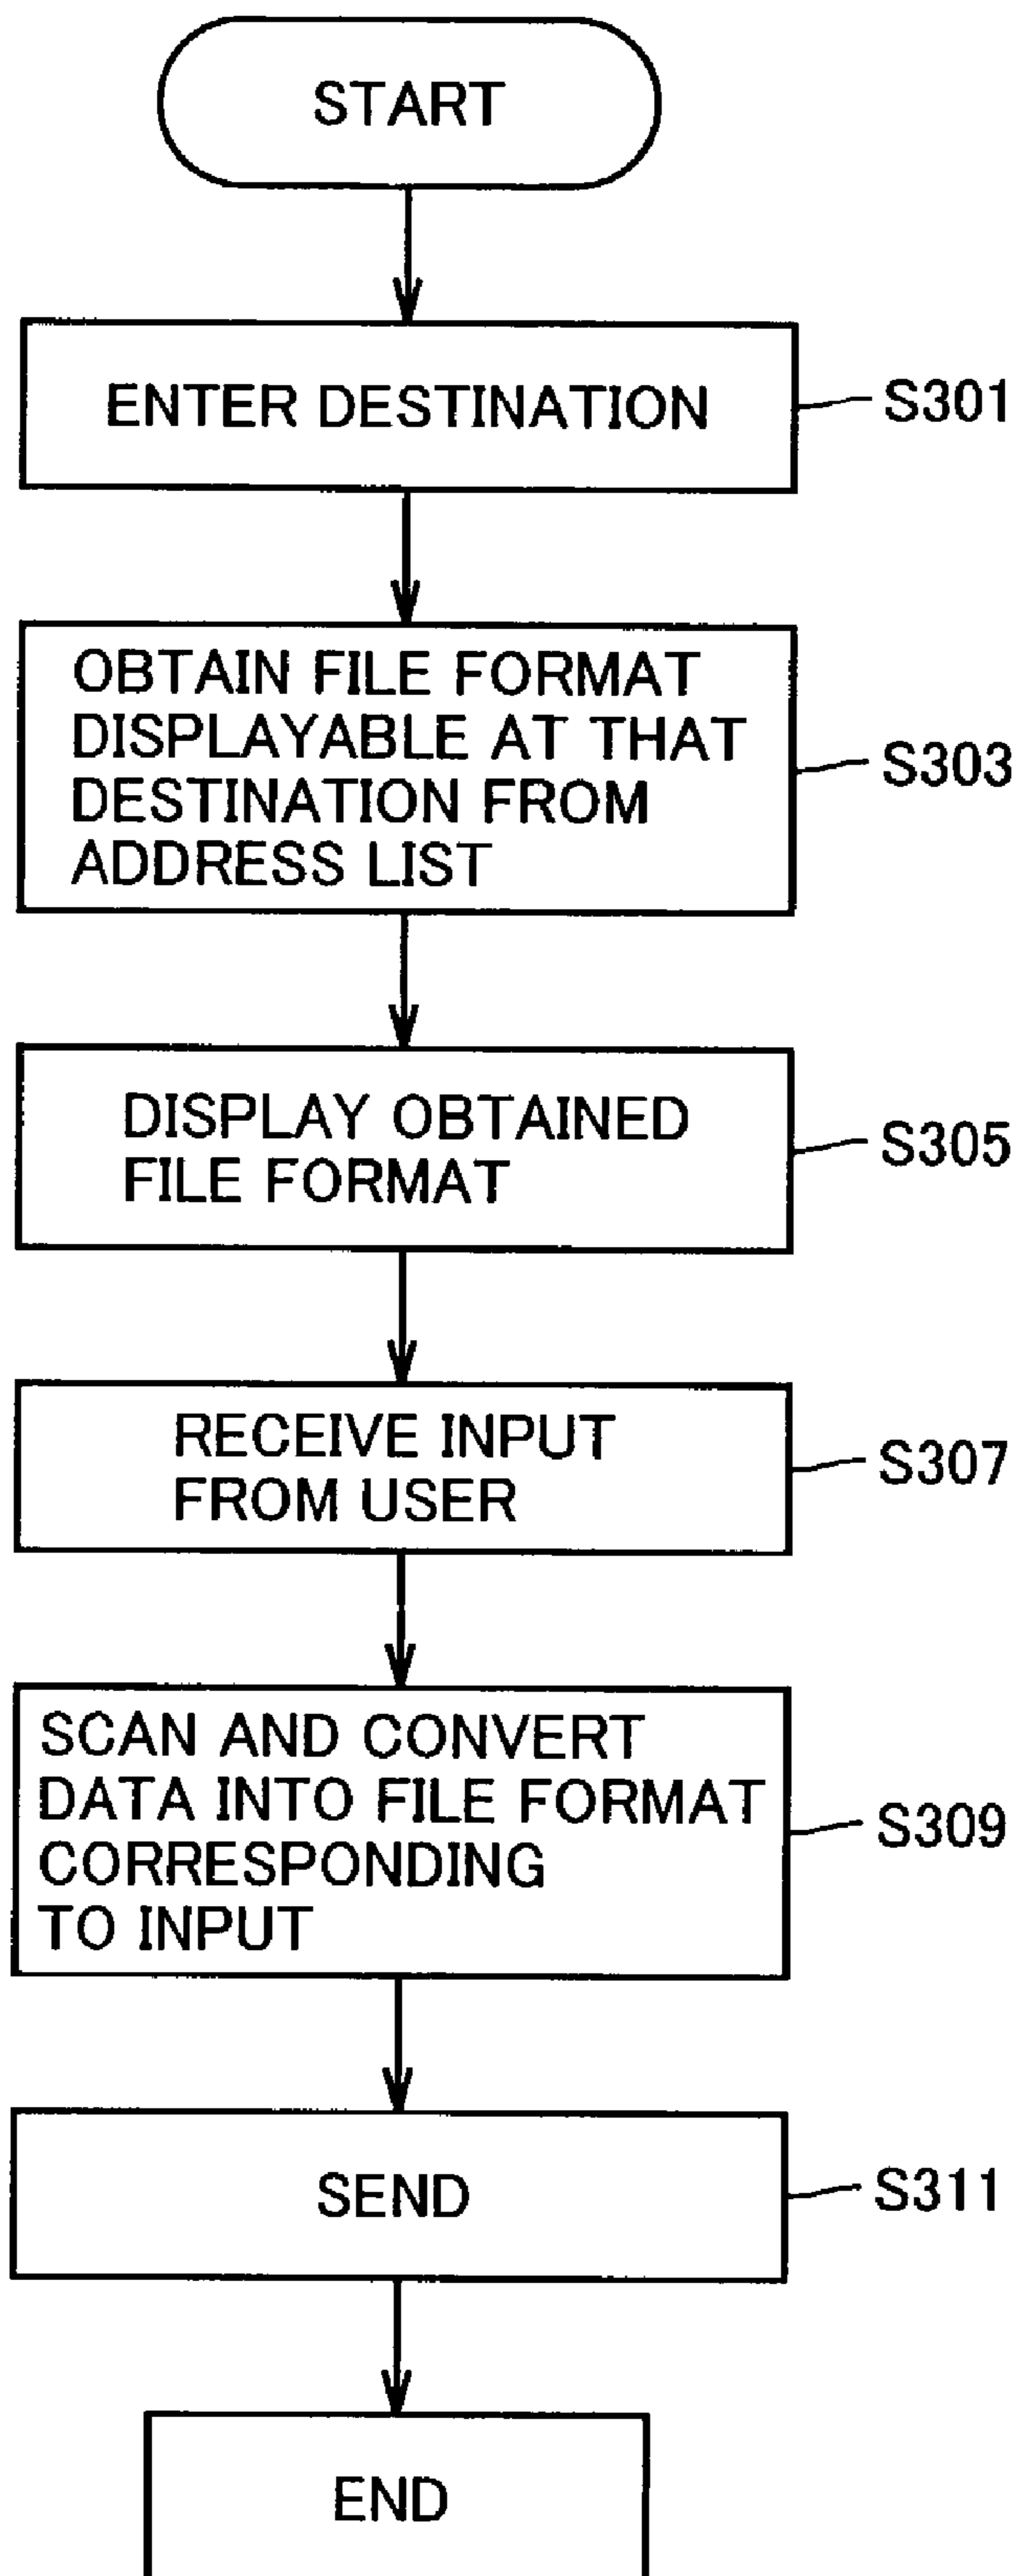 START
ENTER DESTINATION
S301
OBTAIN FILE FORMAT
DISPLAYABLE AT THAT
DESTINATION FROM
ADDRESS LIST
S303
DISPLAY OBTAINED
FILE FORMAT
S305
RECEIVE INPUT
FROM USER
S307
SCAN AND CONVERT
DATA INTO FILE FORMAT
CORRESPONDING
TO INPUT
S309
SEND
S311
END